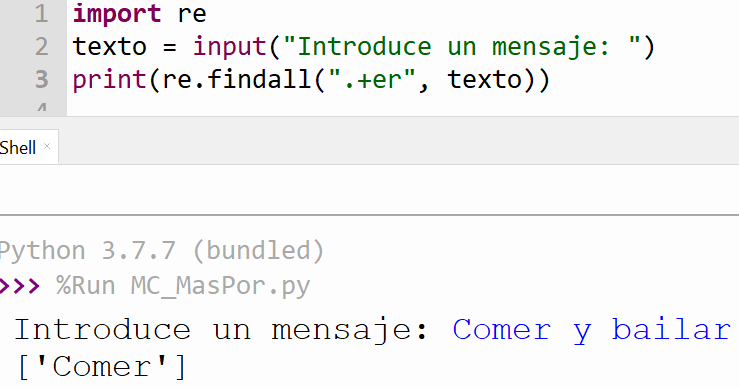 1 import re
2 texto = input("Introduce un mensaje: ")
3 print(re.findall(".+er", texto))
4
Shell ×
Python 3.7.7 (bundled)
>>> %Run MC_MasPor.py
Introduce un mensaje: Comer y bailar
['Comer']